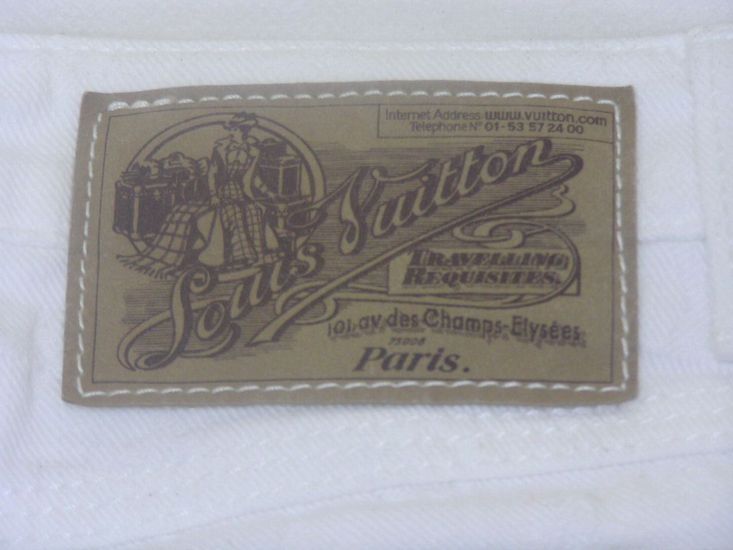 Internet Address www.vuitton.com
Telephone N° 01-53 57 24 00
Louis Vuitton
TRAVELLING
REQUISITES.
101, av des Champs-Elysées
75008
Paris.